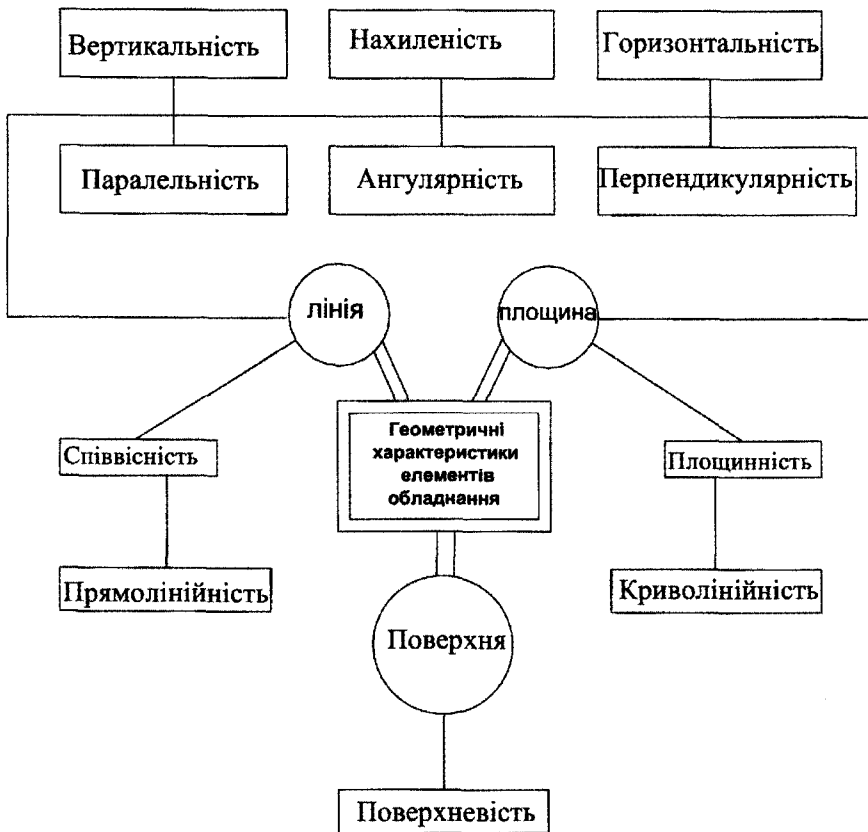 Вертикальність
Нахиленість
Горизонтальність
Паралельність
Ангулярність
Перпендикулярність
лінія
площина
Геометричні
характеристики
елементів
обладнання
Співвісність
Площинність
Прямолінійність
Криволінійність
Поверхня
Поверхневість